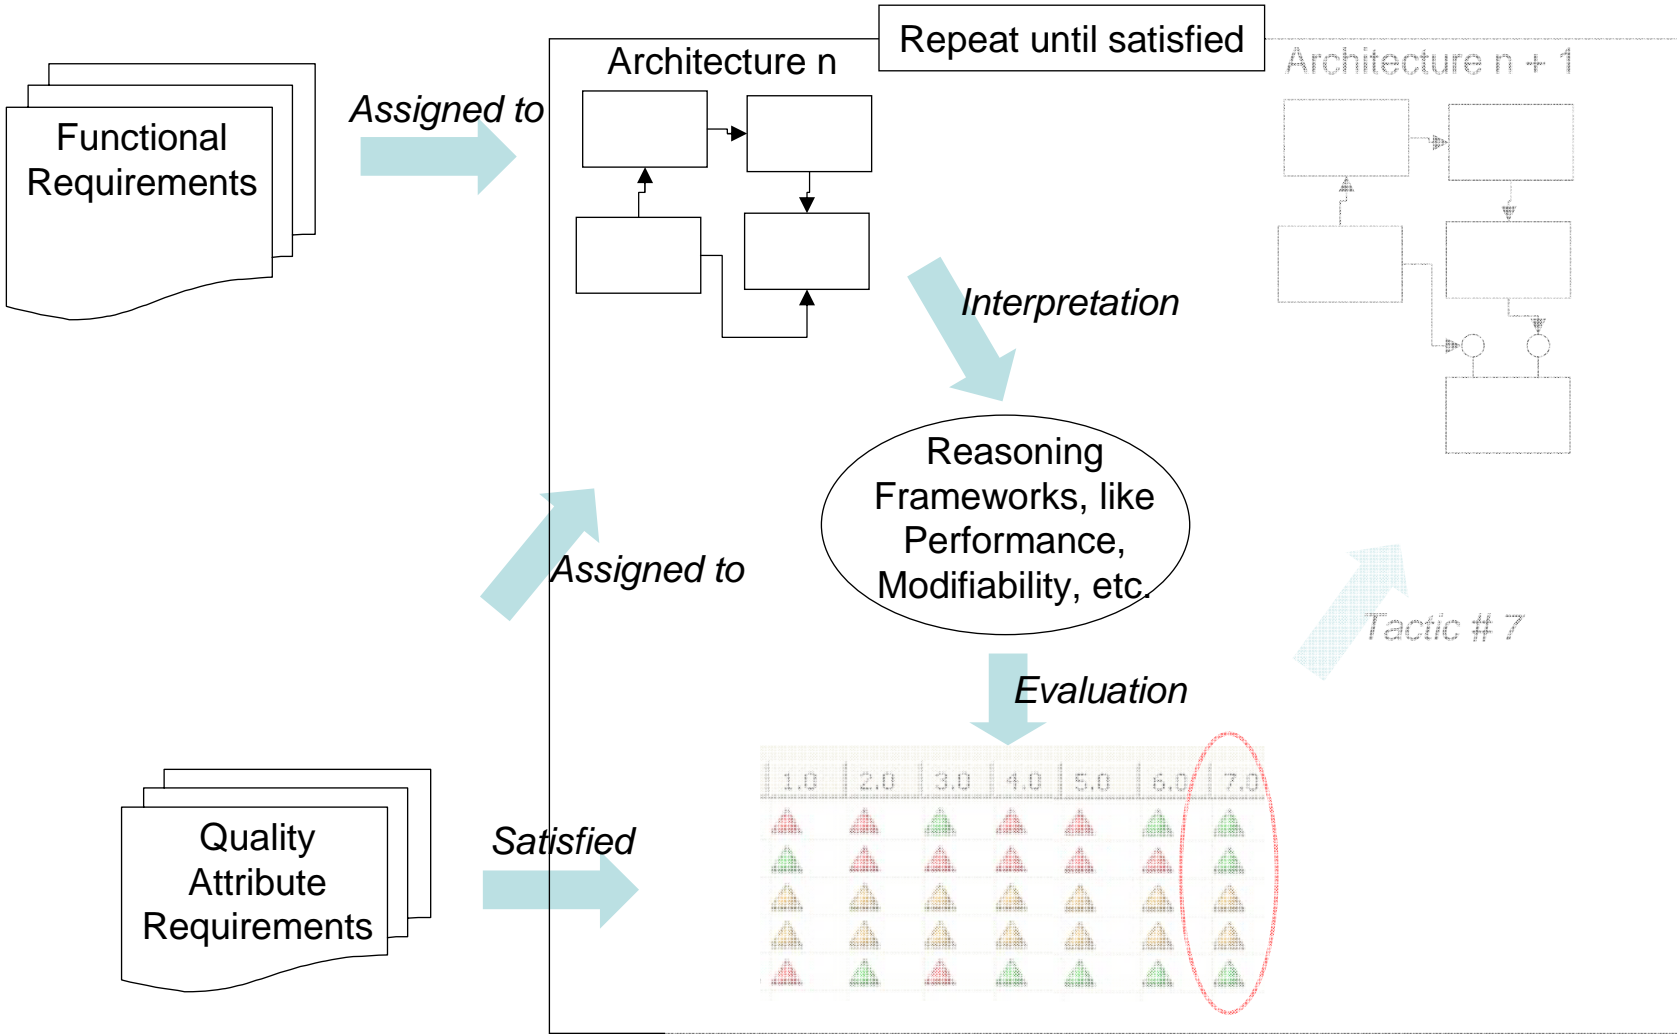 Repeat until satisfied
Architecture n
Architecture n + 1
Assigned to
Functional
Requirements
Interpretation
Reasoning
Frameworks, like
Performance,
Modifiability, etc.
Assigned to
Tactic # 7
Evaluation
1.0 2.0 3.0 4.0 5.0 6.0 7.0
Quality
Attribute
Requirements
Satisfied